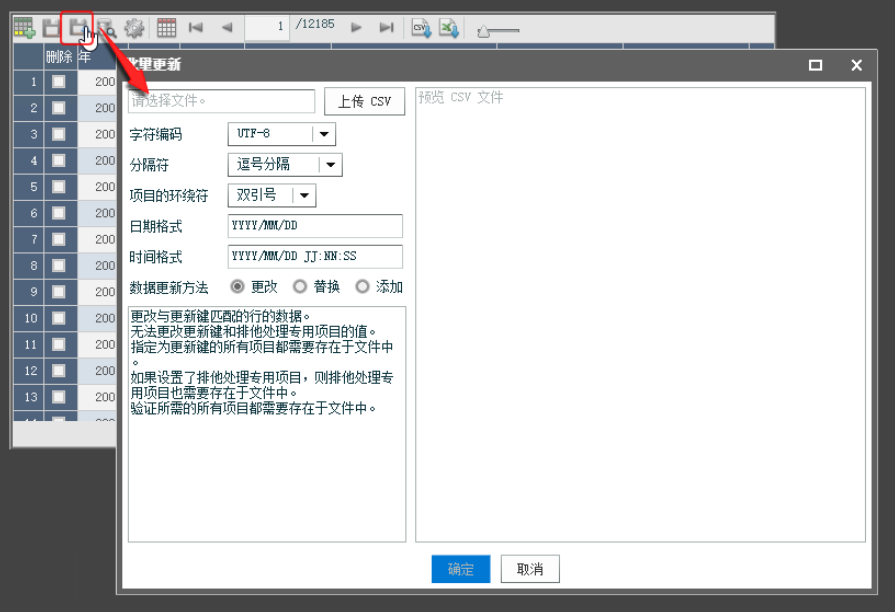 1 /12185
CSV
删除 年
1 200
2 200
3 200
4 200
5 200
6 200
7 200
8 200
9 200
10 200
11 200
12 200
13 200
批里更新
请选择文件。
上传 CSV
预览 CSV 文件
字符编码 UTF-8
分隔符 逗号分隔
项目的环绕符 双引号
日期格式 YYYY/MM/DD
时间格式 YYYY/MM/DD JJ:NN:SS
数据更新方法 更改 替换 添加
更改与更新键匹配的行的数据。
无法更改更新键和排他处理专用项目的值。
指定为更新键的所有项目都需要存在于文件中
。
如果设置了排他处理专用项目，则排他处理专
用项目也需要存在于文件中。
验证所需的所有项目都需要存在于文件中。
确定 取消